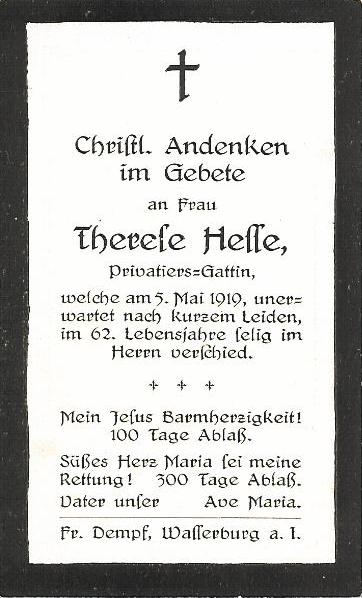 Chriſtl. Andenken
im Gebete
an Frau
Thereſe Heſſe,
Privatiers=Gattin,
welche am 5. Mai 1919, uner=
wartet nach kurzem Leiden,
im 62. Lebensjahre ſelig im
Herrn verſchied.
Mein Jeſus Barmherzigkeit!
100 Tage Ablaß.
Süßes Herz Maria ſei meine
Rettung! 300 Tage Ablaß.
Vater unſer Ave Maria.
Fr. Dempf, Waſſerburg a. I.